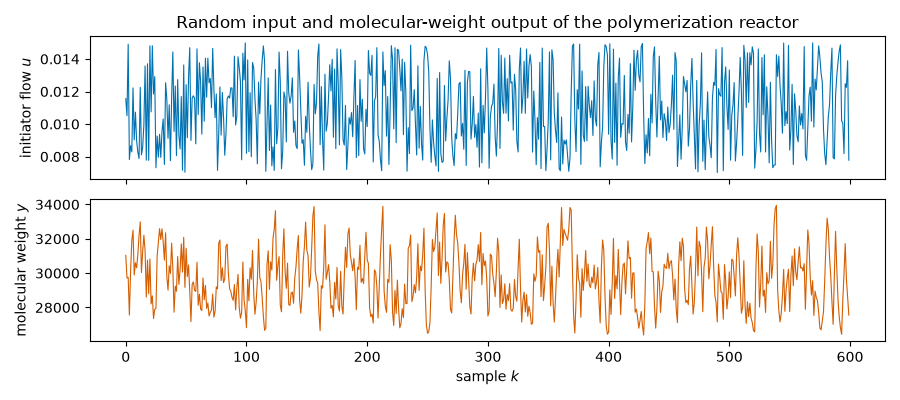 Random input and molecular-weight output of the polymerization reactor
initiator flow u
0.014
0.012
0.010
0.008
molecular weight y
34000
32000
30000
28000
0 100 200 300 400 500 600
sample k